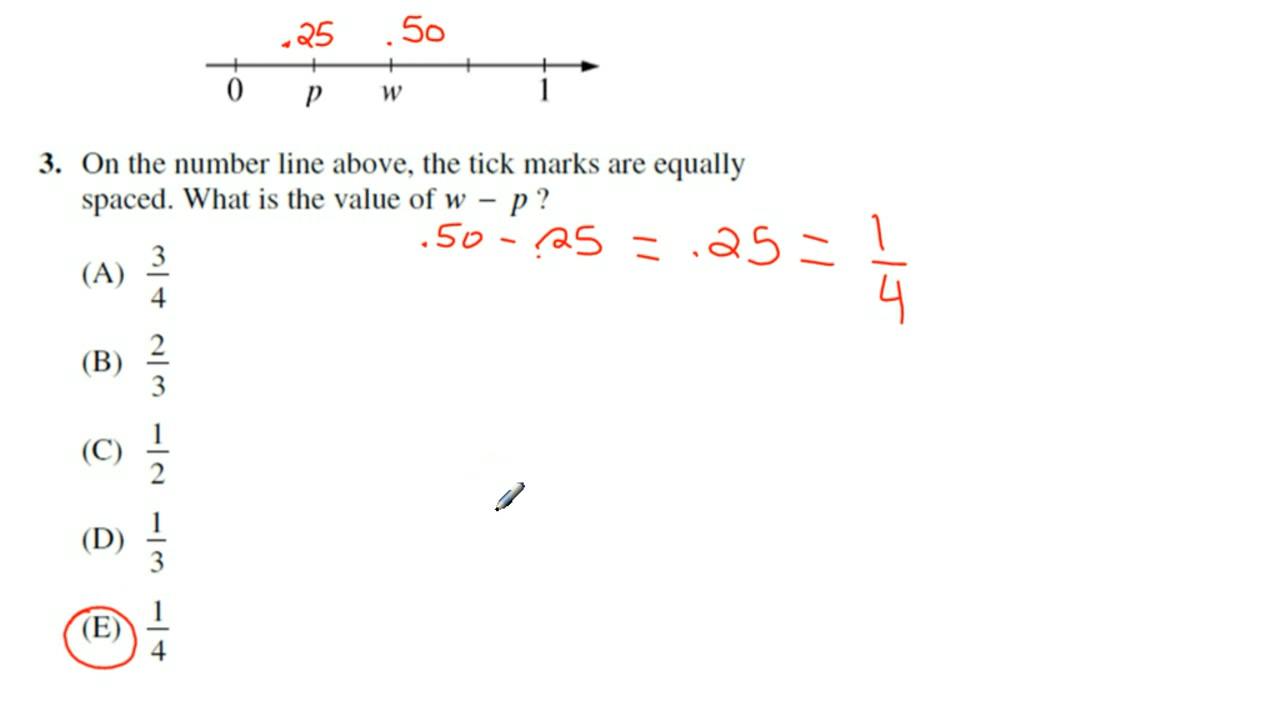 .25 .50
0 p w 1
3. On the number line above, the tick marks are equally
spaced. What is the value of w – p ?
.50 - .25 = .25 = 1/4
(A) 3/4
(B) 2/3
(C) 1/2
(D) 1/3
(E) 1/4